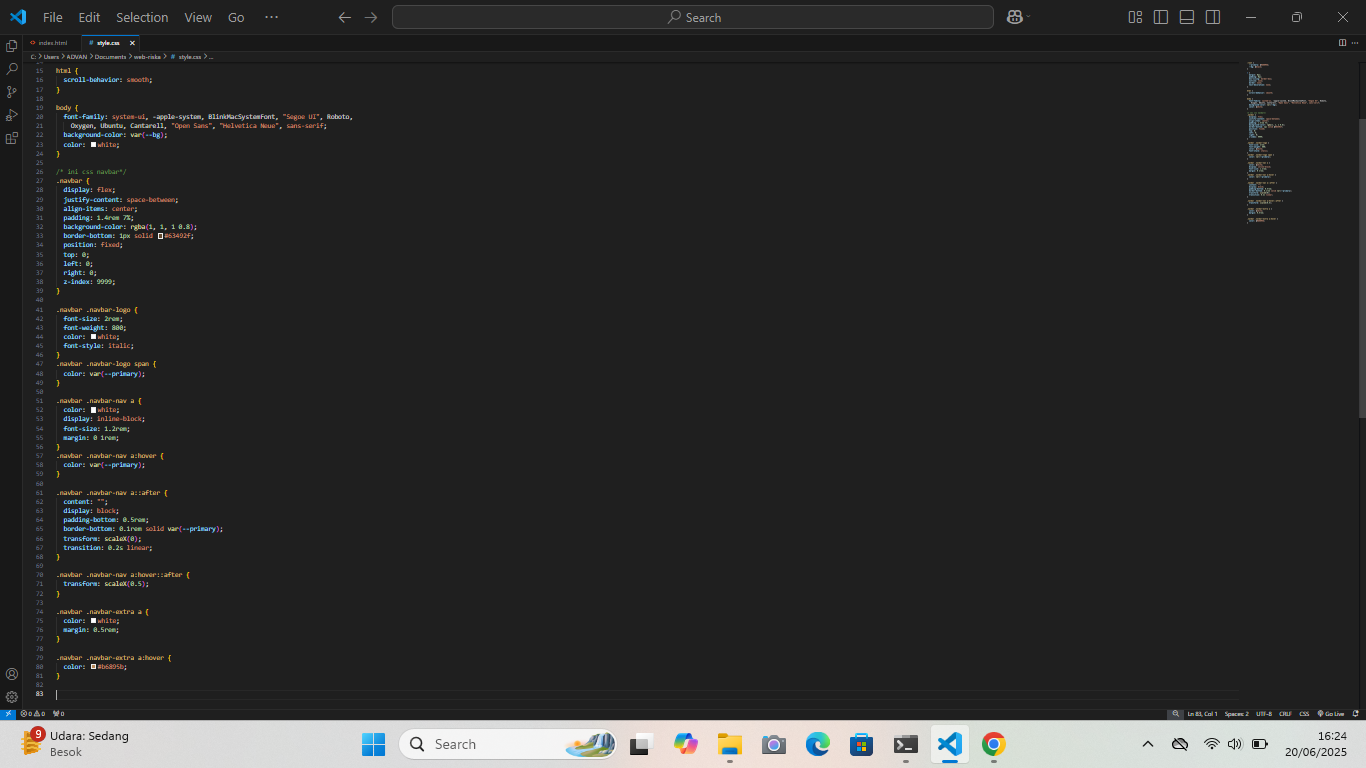 File Edit Selection View Go ··· Search
index.html # style.css
C: > Users > ADVAN > Documents > web-riska > # style.css > ...
15 html {
16 scroll-behavior: smooth;
17 }
18
19 body {
20 font-family: system-ui, -apple-system, BlinkMacSystemFont, "Segoe UI", Roboto,
21 Oxygen, Ubuntu, Cantarell, "Open Sans", "Helvetica Neue", sans-serif;
22 background-color: var(--bg);
23 color: white;
24 }
25
26 /* ini css navbar*/
27 .navbar {
28 display: flex;
29 justify-content: space-between;
30 align-items: center;
31 padding: 1.4rem 7%;
32 background-color: rgba(1, 1, 1 0.8);
33 border-bottom: 1px solid #63492f;
34 position: fixed;
35 top: 0;
36 left: 0;
37 right: 0;
38 z-index: 9999;
39 }
40
41 .navbar .navbar-logo {
42 font-size: 2rem;
43 font-weight: 800;
44 color: white;
45 font-style: italic;
46 }
47 .navbar .navbar-logo span {
48 color: var(--primary);
49 }
50
51 .navbar .navbar-nav a {
52 color: white;
53 display: inline-block;
54 font-size: 1.2rem;
55 margin: 0 1rem;
56 }
57 .navbar .navbar-nav a:hover {
58 color: var(--primary);
59 }
60
61 .navbar .navbar-nav a::after {
62 content: "";
63 display: block;
64 padding-bottom: 0.5rem;
65 border-bottom: 0.1rem solid var(--primary);
66 transform: scaleX(0);
67 transition: 0.2s linear;
68 }
69
70 .navbar .navbar-nav a:hover::after {
71 transform: scaleX(0.5);
72 }
73
74 .navbar .navbar-extra a {
75 color: white;
76 margin: 0.5rem;
77 }
78
79 .navbar .navbar-extra a:hover {
80 color: #b6895b;
81 }
82
83
0 0 0 Ln 83, Col 1 Spaces: 2 UTF-8 CRLF CSS Go Live
9 Udara: Sedang
Besok
Search
16:24
20/06/2025